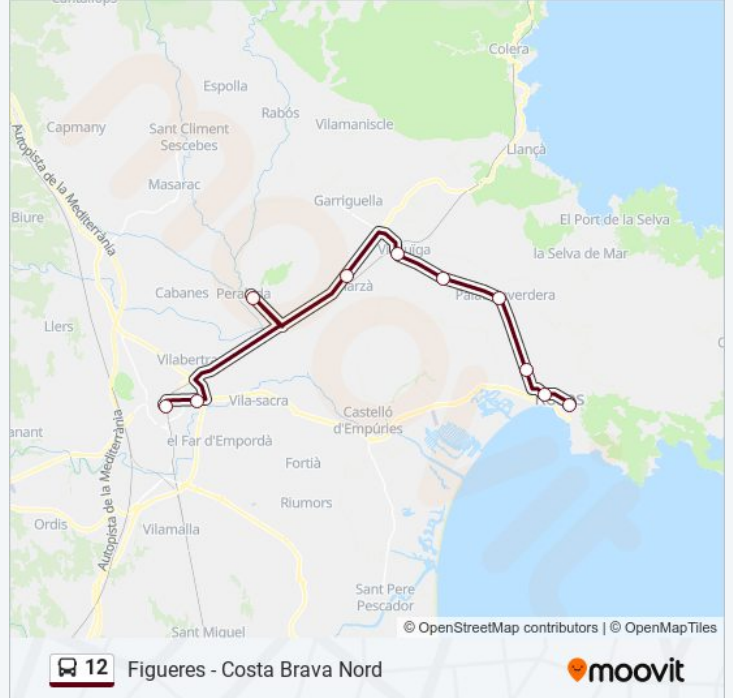 Cantallops
Colera
Espolla
Rabós
Capmany
Sant Climent
Sescebes
Vilamaniscle
Autopista de la Mediterrània
Llançà
Masarac
Garriguella
Biure
El Port de la Selva
la Selva de Mar
Cabanes
Llers
Vila-sacra
Castelló
d'Empúries
el Far d'Empordà
Autopista de la Mediterrània
Fortià
Riumors
Ordis
Vilamalla
Sant Pere
Pescador
Sant Miquel
© OpenStreetMap contributors | © OpenMapTiles
12 Figueres - Costa Brava Nord
moovit